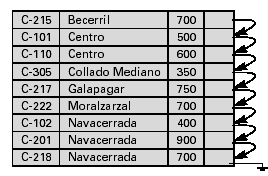 C-215 Becerril 700
C-101 Centro 500
C-110 Centro 600
C-305 Collado Mediano 350
C-217 Galapagar 750
C-222 Moralzarzal 700
C-102 Navacerrada 400
C-201 Navacerrada 900
C-218 Navacerrada 700